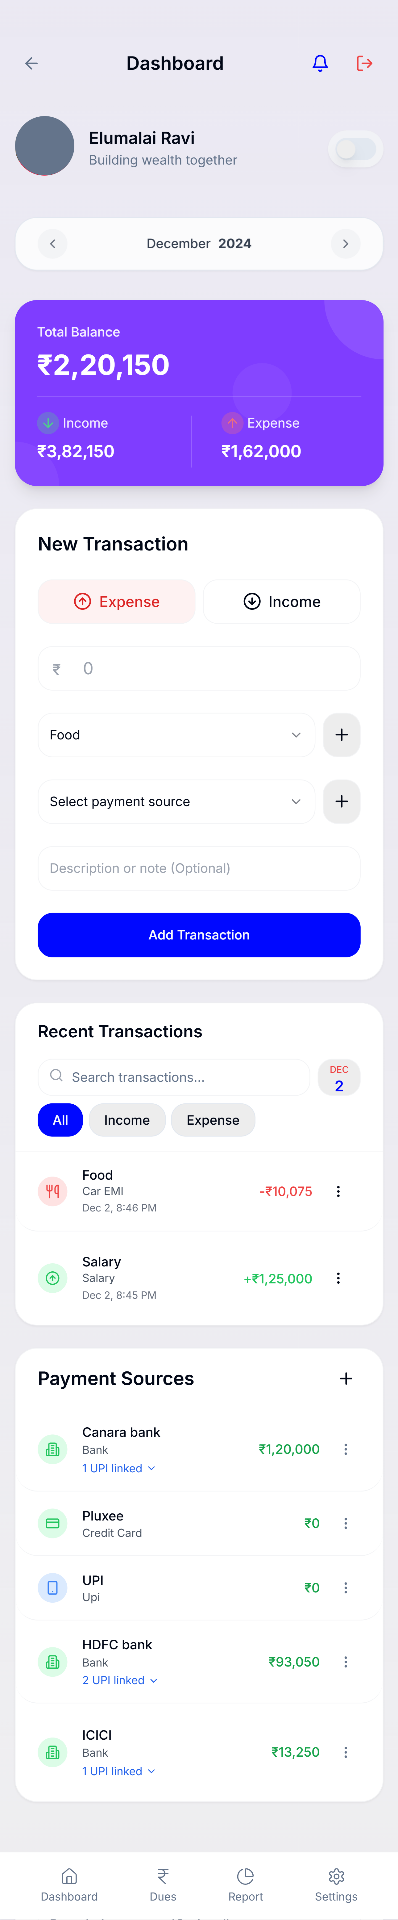 Dashboard
Elumalai Ravi
Building wealth together
December 2024
Total Balance
₹2,20,150
Income
Expense
₹3,82,150
₹1,62,000
New Transaction
Expense
Income
₹ 0
Food
Select payment source
Description or note (Optional)
Add Transaction
Recent Transactions
Search transactions...
DEC
2
All
Income
Expense
Food
Car EMI
Dec 2, 8:46 PM
-₹10,075
Salary
Salary
Dec 2, 8:45 PM
+₹1,25,000
Payment Sources
Canara bank
Bank
1 UPI linked
₹1,20,000
Pluxee
Credit Card
₹0
UPI
Upi
₹0
HDFC bank
Bank
2 UPI linked
₹93,050
ICICI
Bank
1 UPI linked
₹13,250
Dashboard
Dues
Report
Settings